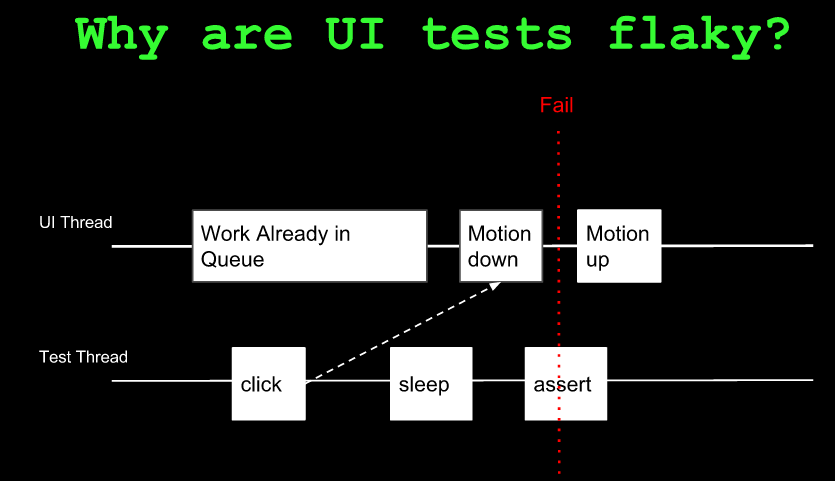 Why are UI tests flaky?
Fail
UI Thread
Work Already in
Queue
Motion
down
Motion
up
Test Thread
click
sleep
assert